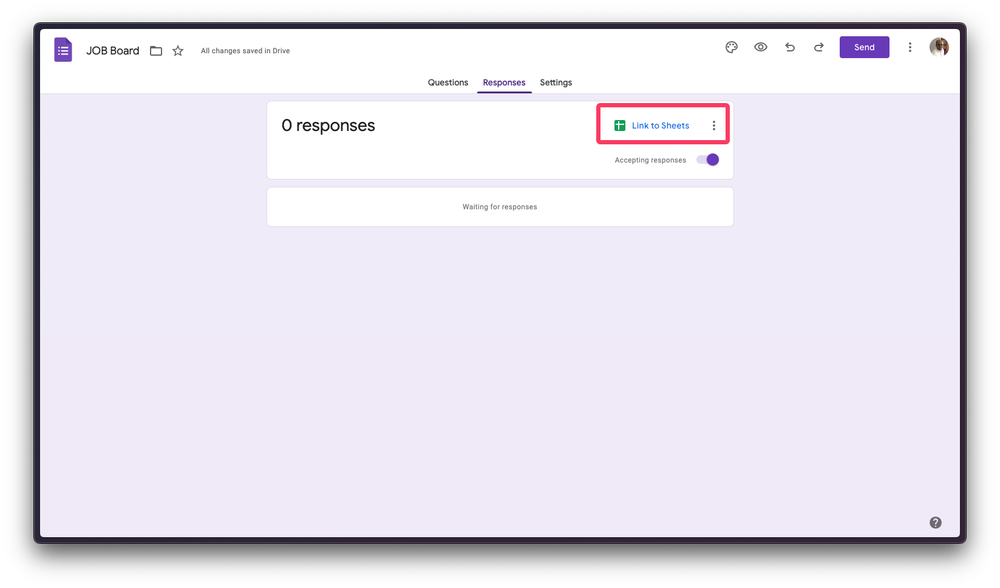 JOB Board
All changes saved in Drive
Send
Questions
Responses
Settings
0 responses
Link to Sheets
Accepting responses
Waiting for responses
?